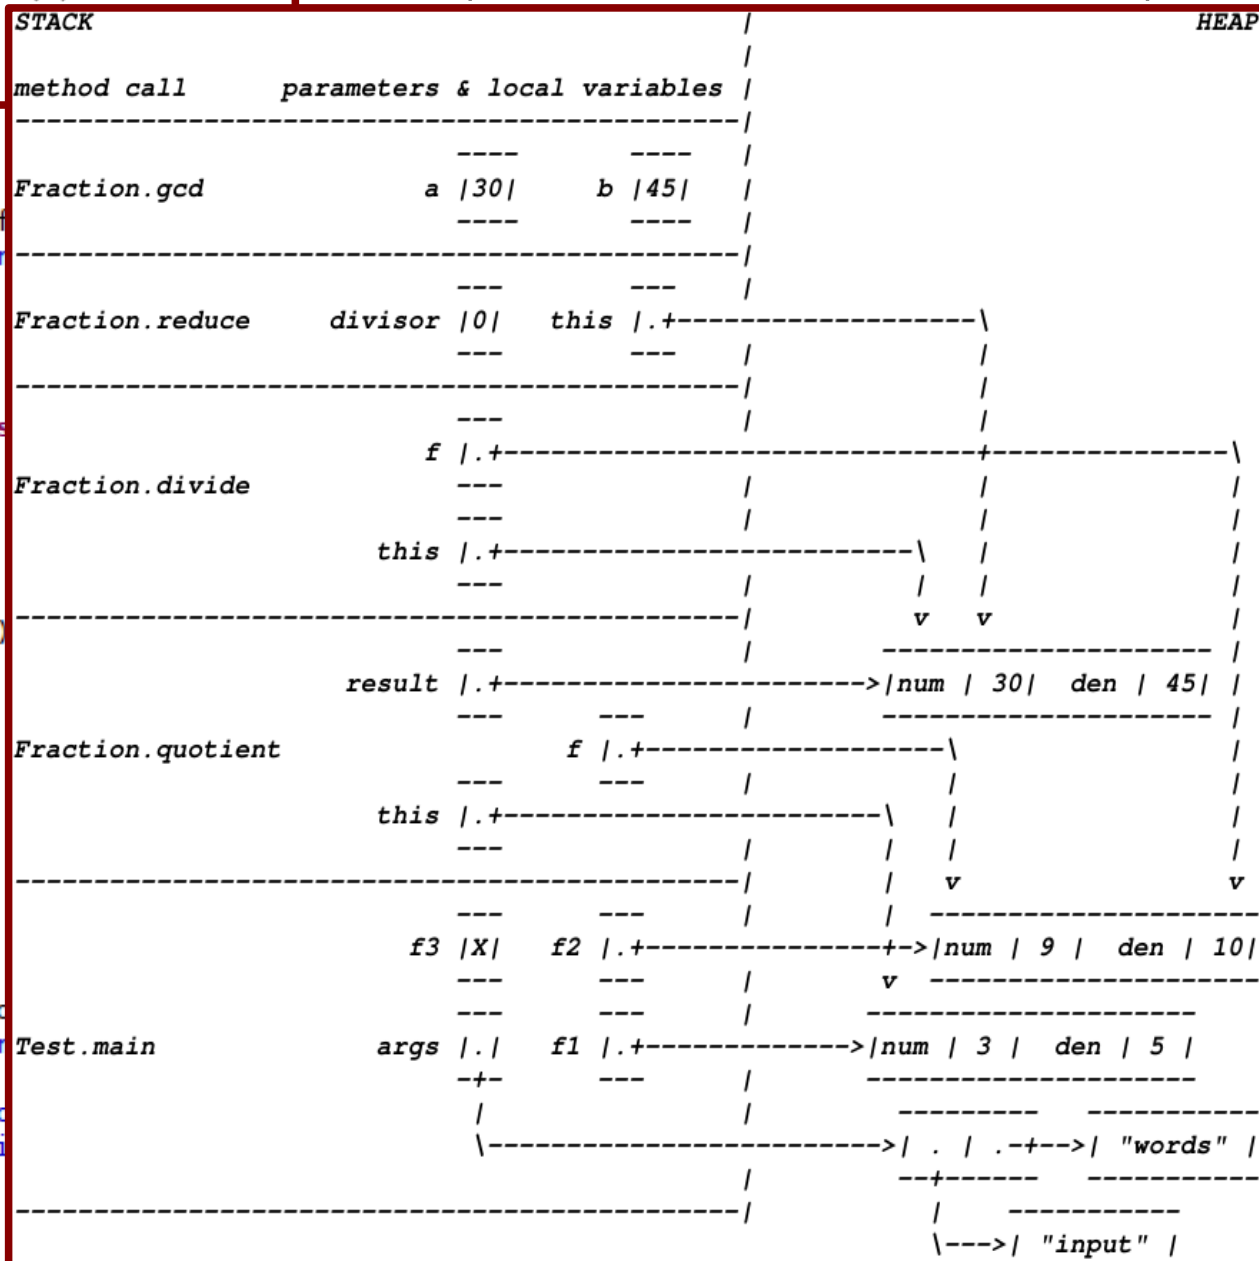 STACK | HEAP
|
method call parameters & local variables |
-----------------------------------------------|
---- ---- |
Fraction.gcd a |30| b |45| |
---- ---- |
-----------------------------------------------|
--- --- |
Fraction.reduce divisor |0| this |.+-------------------\
--- --- | |
-----------------------------------------------| |
--- | |
f |.+-------------------------------+---------------\
Fraction.divide --- | | |
--- | | |
this |.+--------------------------\ | |
--- | | | |
-----------------------------------------------| v v |
--- | --------------------- |
result |.+----------------------->|num | 30| den | 45| |
--- --- | --------------------- |
Fraction.quotient f |.+-------------------\ |
--- --- | | |
this |.+------------------------\ | |
--- | | | |
-----------------------------------------------| | v v
--- --- | | ---------------------
f3 |X| f2 |.+---------------+->|num | 9 | den | 10|
--- --- | v ---------------------
--- --- | ---------------------
Test.main args |.| f1 |.+------------->|num | 3 | den | 5 |
-+- --- | ---------------------
| | --------- -----------
\------------------------->| . | .-+-->| "words" |
| --+------ -----------
-----------------------------------------------| | -----------
\--->| "input" |